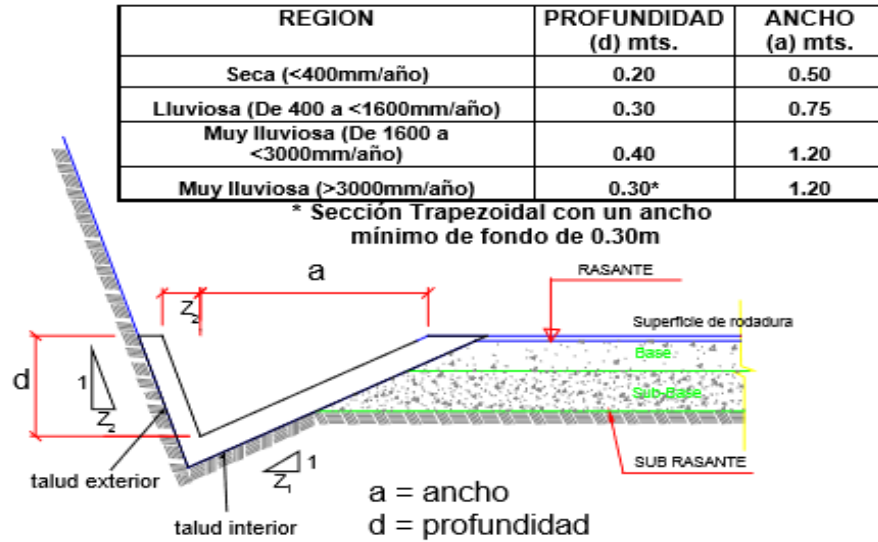 REGION PROFUNDIDAD (d) mts. ANCHO (a) mts.
Seca (<400mm/año) 0.20 0.50
Lluviosa (De 400 a <1600mm/año) 0.30 0.75
Muy lluviosa (De 1600 a <3000mm/año) 0.40 1.20
Muy lluviosa (>3000mm/año) 0.30* 1.20
* Sección Trapezoidal con un ancho
mínimo de fondo de 0.30m
a
RASANTE
Z2
Superficie de rodadura
Base
d
1
Z2
Sub-Base
talud exterior
1
Z1
SUB RASANTE
talud interior
a = ancho
d = profundidad